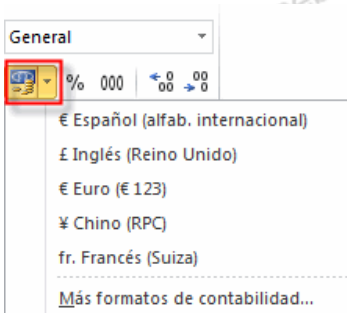 General
% 000 ←0 00 00 →0
€ Español (alfab. internacional)
£ Inglés (Reino Unido)
€ Euro (€ 123)
¥ Chino (RPC)
fr. Francés (Suiza)
Más formatos de contabilidad...